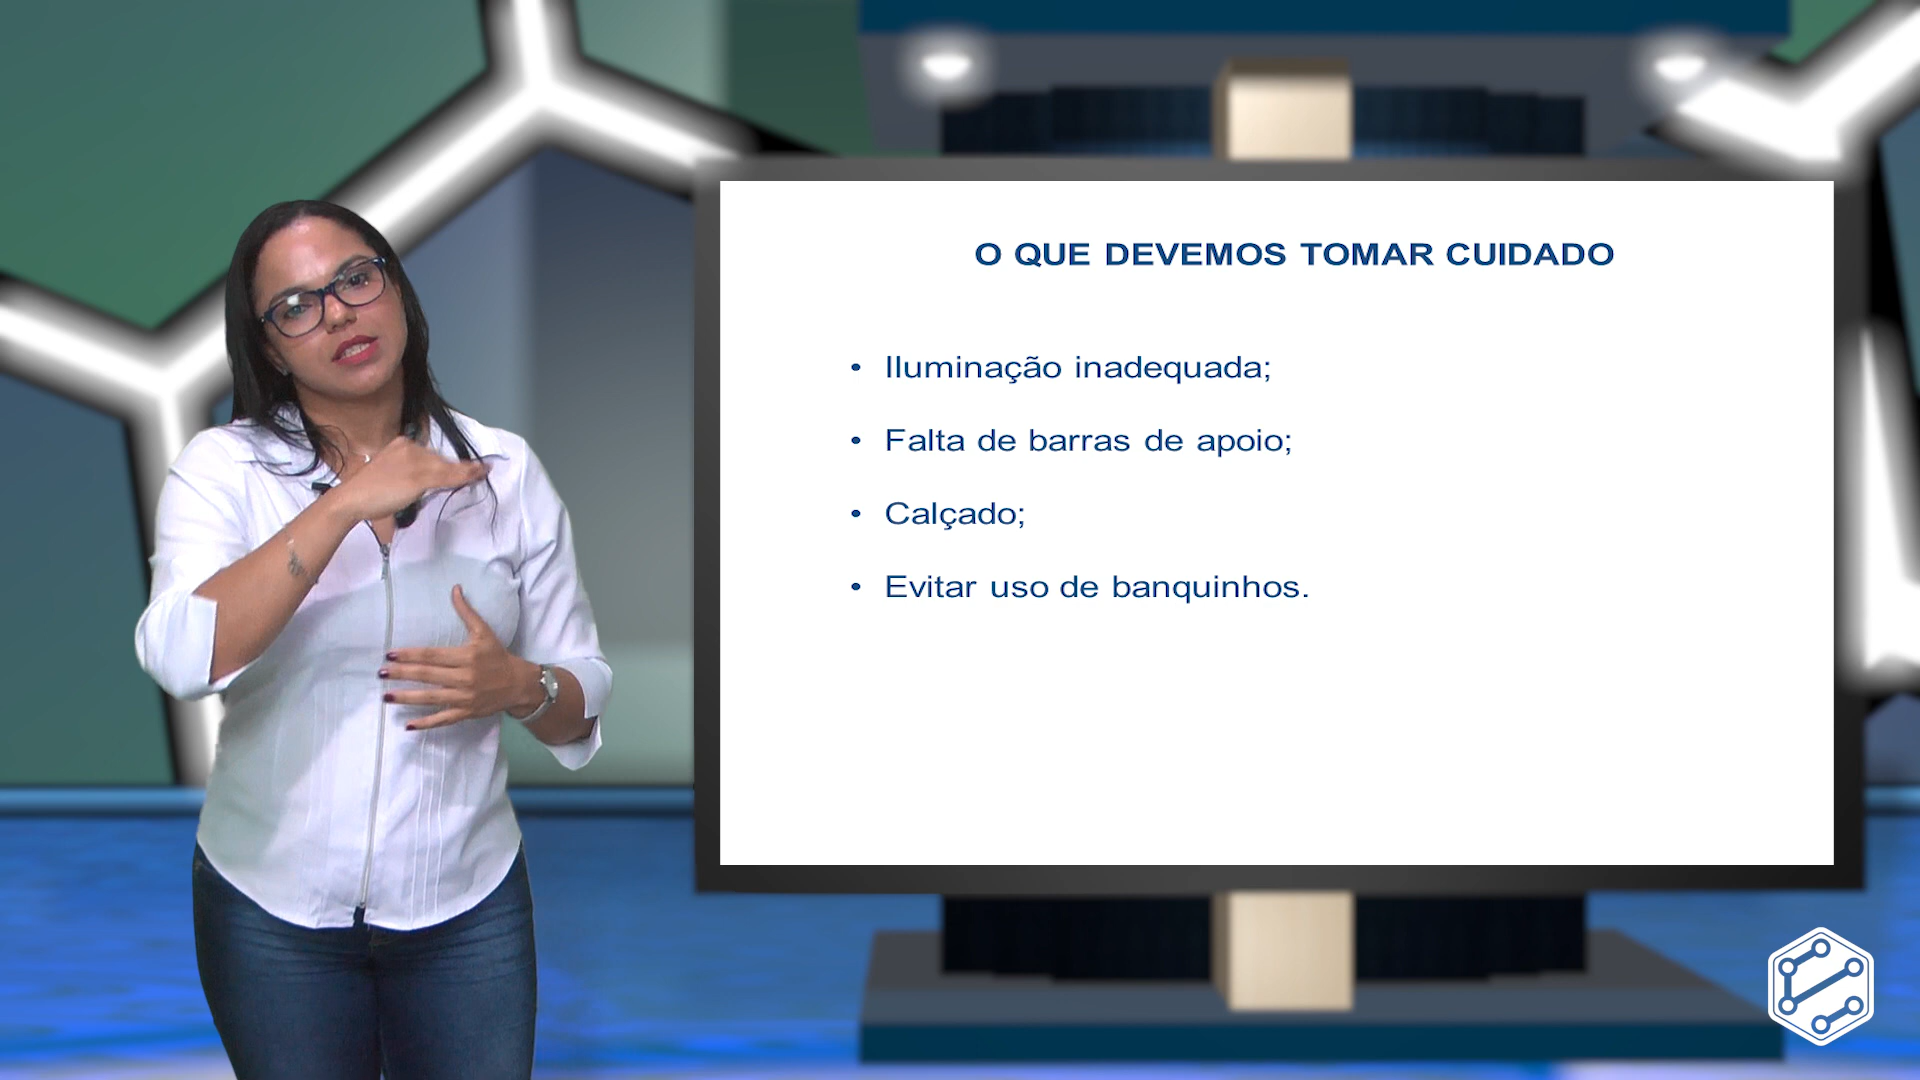 O QUE DEVEMOS TOMAR CUIDADO
• Iluminação inadequada;
• Falta de barras de apoio;
• Calçado;
• Evitar uso de banquinhos.